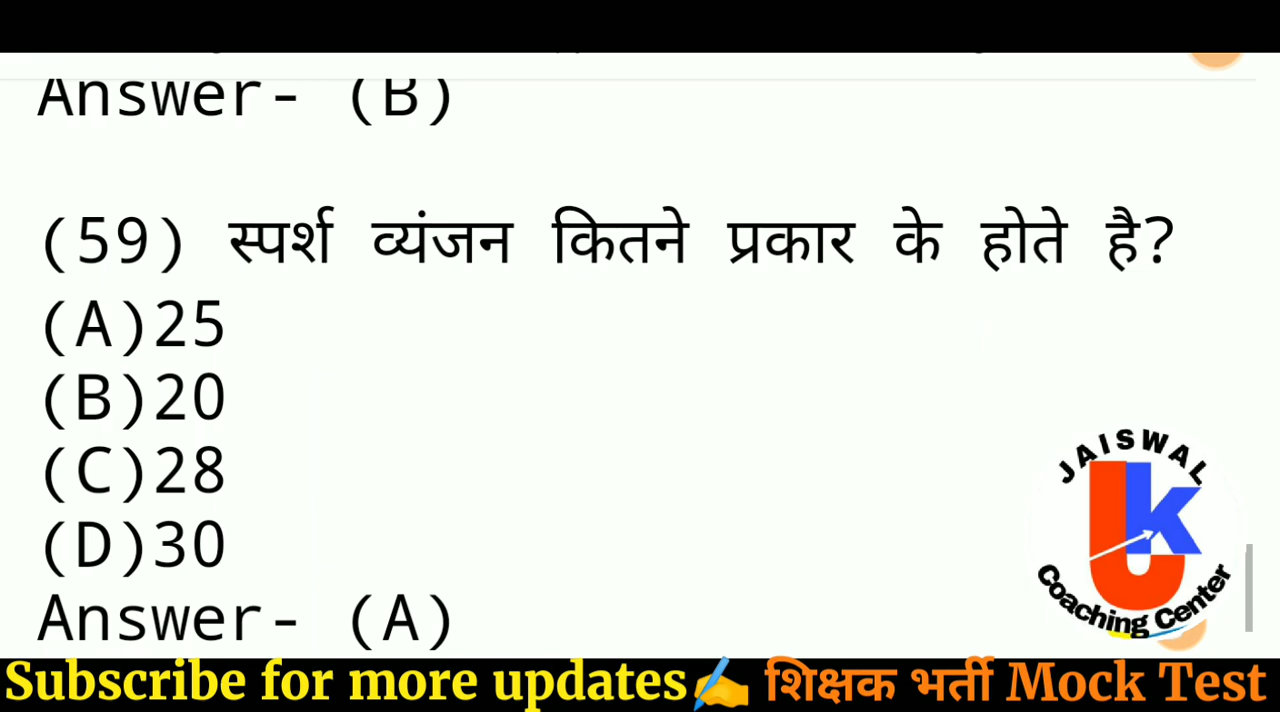 Answer- (B)
(59) स्पर्श व्यंजन कितने प्रकार के होते है?
(A)25
(B)20
(C)28
(D)30
Answer- (A)
JAISWAL
UK
Coaching Center
Subscribe for more updates✍️ शिक्षक भर्ती Mock Test